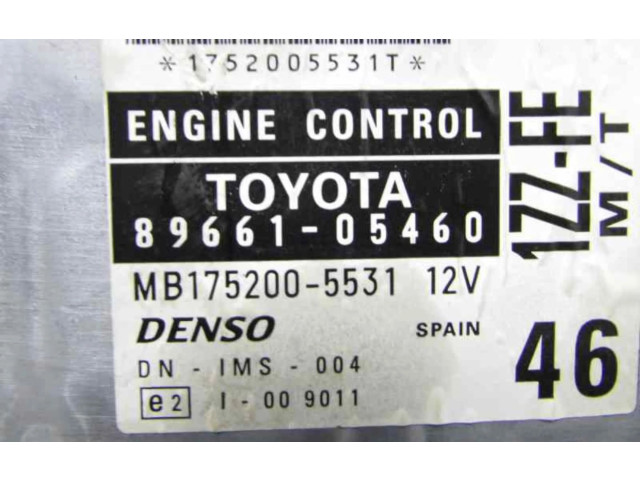 *1752005531T*
ENGINE CONTROL
TOYOTA
89661-05460
MB175200-5531 12V
DENSO SPAIN
DN - IMS - 004
e2 I - 00 9011
1ZZ-FE
M/T
46